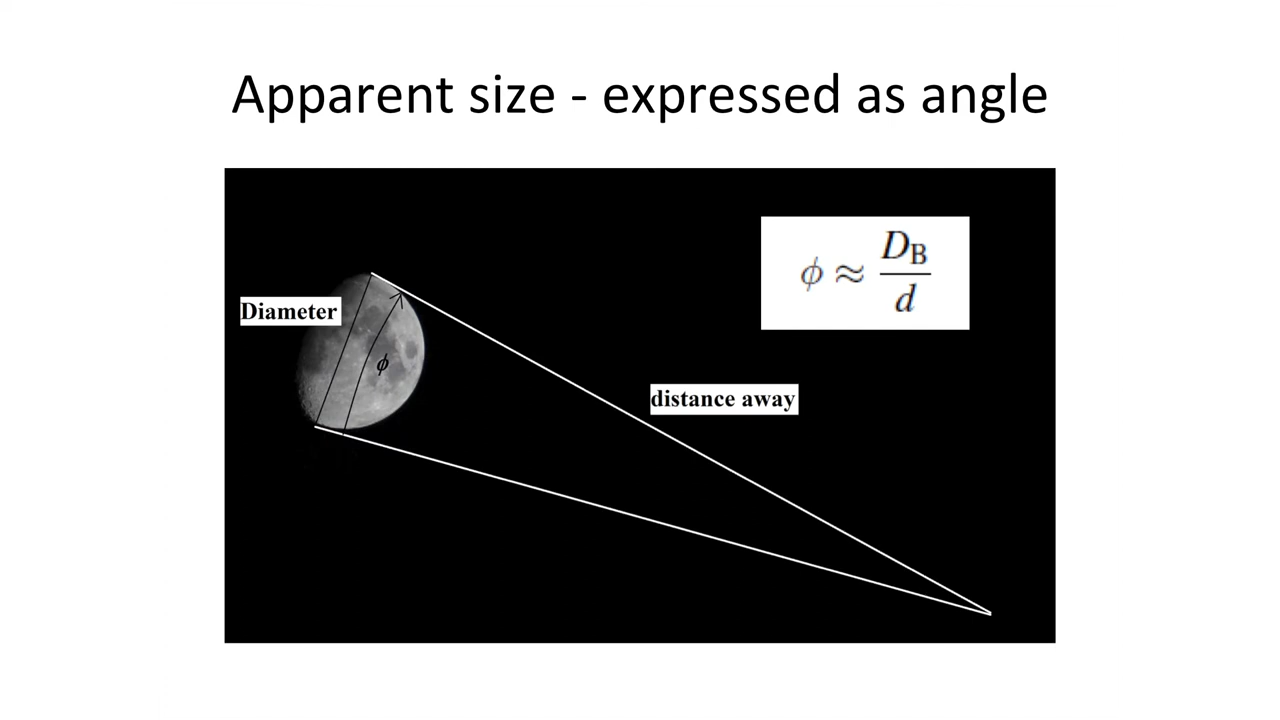 Apparent size - expressed as angle
ϕ ≈ D_B / d
Diameter
ϕ
distance away